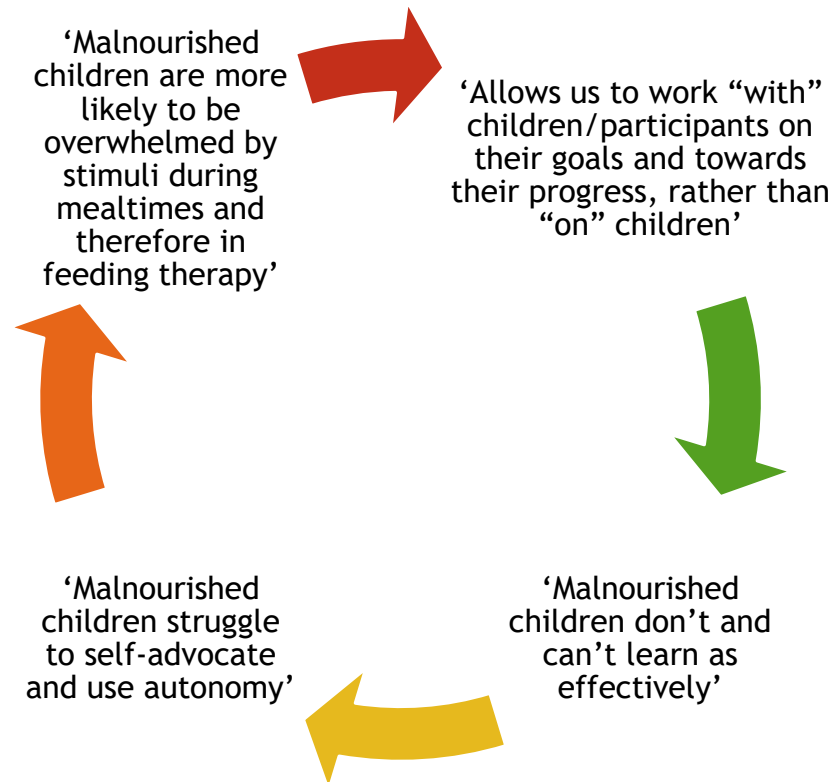 ‘Malnourished
children are more
likely to be
overwhelmed by
stimuli during
mealtimes and
therefore in
feeding therapy’
‘Allows us to work “with”
children/participants on
their goals and towards
their progress, rather than
“on” children’
‘Malnourished
children don’t and
can’t learn as
effectively’
‘Malnourished
children struggle
to self-advocate
and use autonomy’